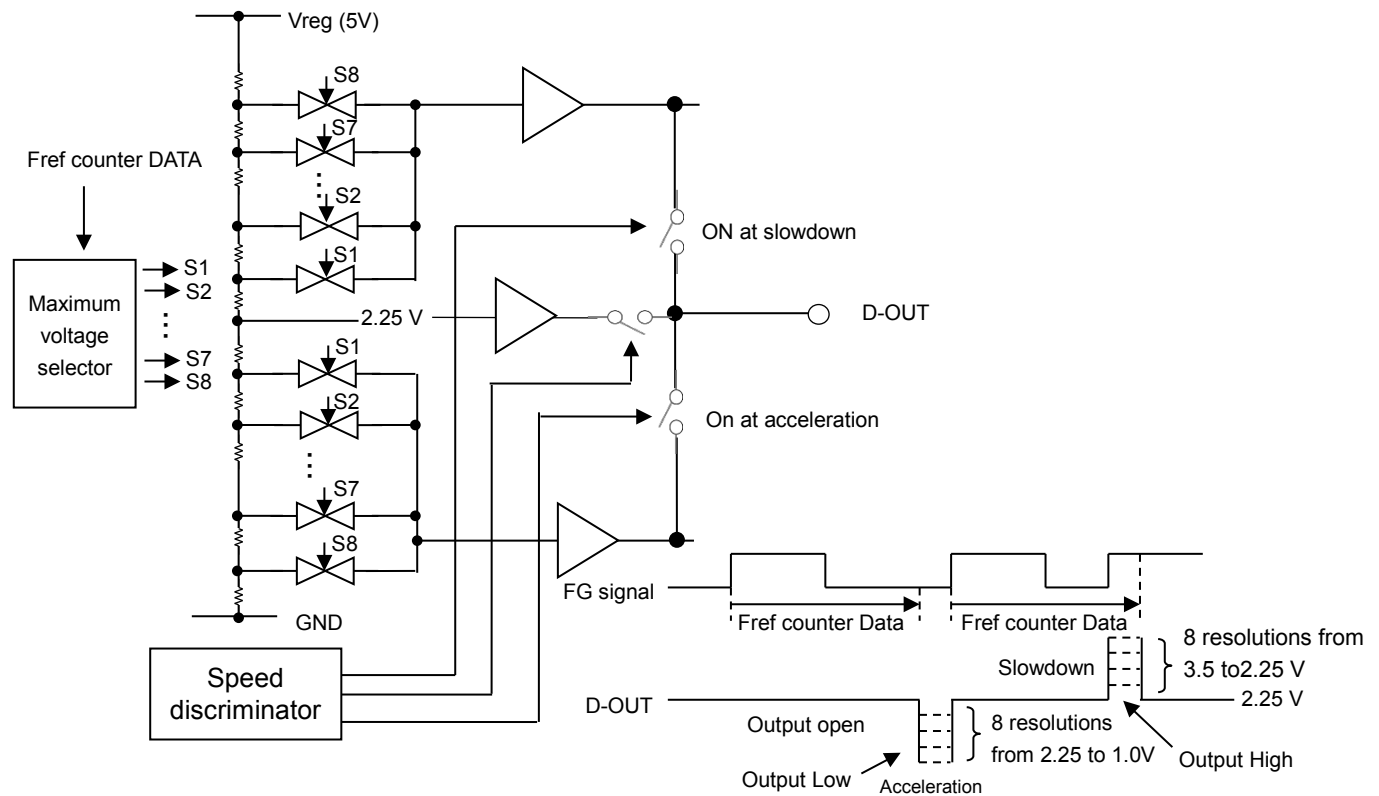 Vreg (5V)
S8
S7
S2
S1
Fref counter DATA
Maximum
voltage
selector
S1
S2
S7
S8
2.25 V
S1
S2
S7
S8
GND
ON at slowdown
D-OUT
On at acceleration
Speed
discriminator
FG signal
Fref counter Data
Fref counter Data
Slowdown
8 resolutions from
3.5 to2.25 V
2.25 V
D-OUT
Output open
8 resolutions
from 2.25 to 1.0V
Output High
Output Low
Acceleration